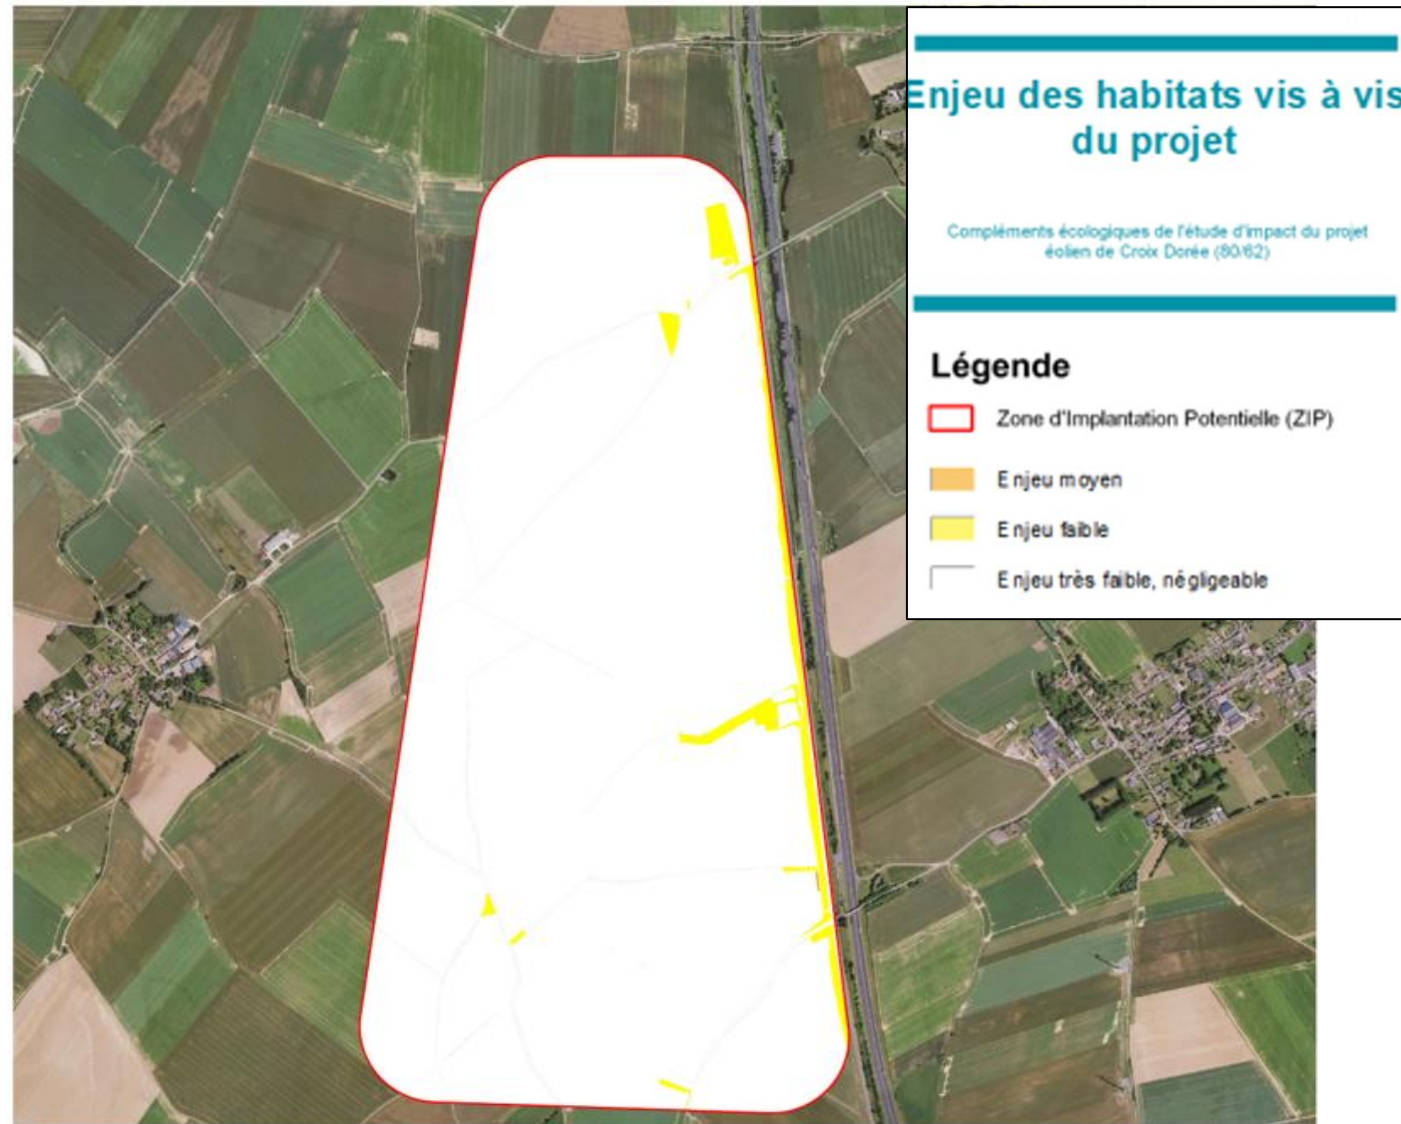 Enjeu des habitats vis à vis
du projet
Compléments écologiques de l'étude d'impact du projet
éolien de Croix Dorée (80/62)
Légende
Zone d'Implantation Potentielle (ZIP)
Enjeu moyen
Enjeu faible
Enjeu très faible, négligeable